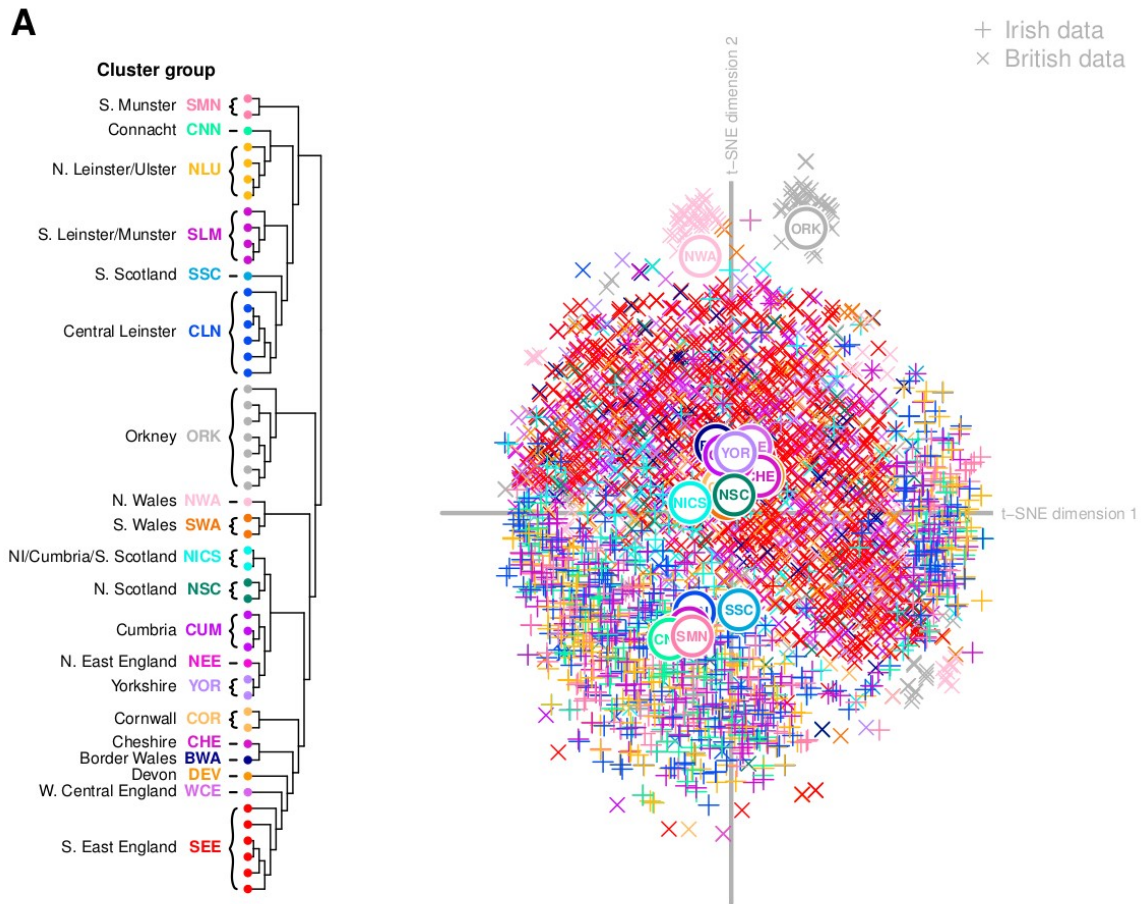 A
Cluster group
S. Munster SMN
Connacht CNN
N. Leinster/Ulster NLU
S. Leinster/Munster SLM
S. Scotland SSC
Central Leinster CLN
Orkney ORK
N. Wales NWA
S. Wales SWA
NI/Cumbria/S. Scotland NICS
N. Scotland NSC
Cumbria CUM
N. East England NEE
Yorkshire YOR
Cornwall COR
Cheshire CHE
Border Wales BWA
Devon DEV
W. Central England WCE
S. East England SEE
+ Irish data
× British data
t−SNE dimension 2
t−SNE dimension 1
NWA
ORK
YOR
HE
NICS
NSC
SSC
SMN